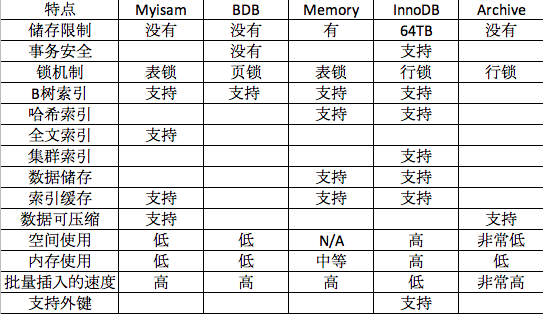 特点 Myisam BDB Memory InnoDB Archive
储存限制 没有 没有 有 64TB 没有
事务安全 没有 支持
锁机制 表锁 页锁 表锁 行锁 行锁
B树索引 支持 支持 支持 支持
哈希索引 支持 支持
全文索引 支持
集群索引 支持
数据储存 支持 支持
索引缓存 支持 支持 支持
数据可压缩 支持 支持
空间使用 低 低 N/A 高 非常低
内存使用 低 低 中等 高 低
批量插入的速度 高 高 高 低 非常高
支持外键 支持